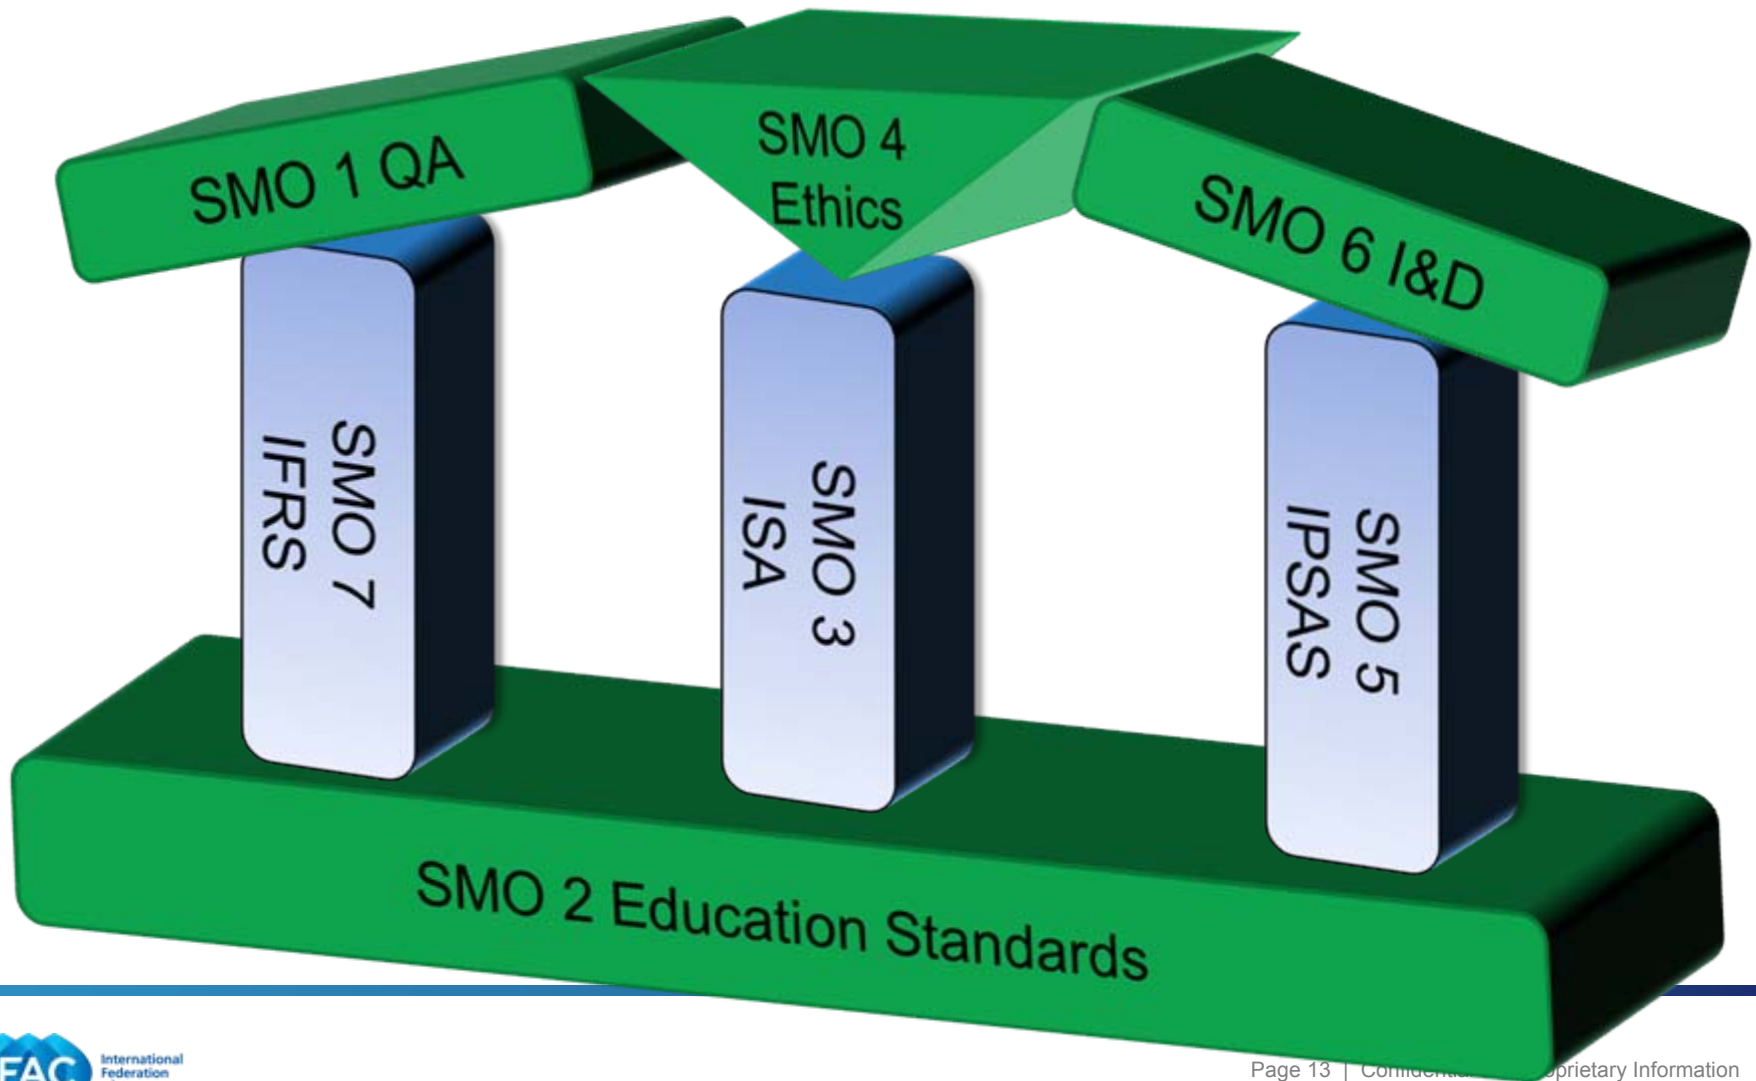 SMO 1 QA
SMO 4
Ethics
SMO 6 I&D
SMO 7
IFRS
SMO 3
ISA
SMO 5
IPSAS
SMO 2 Education Standards
International
Federation
Page 13 | Information